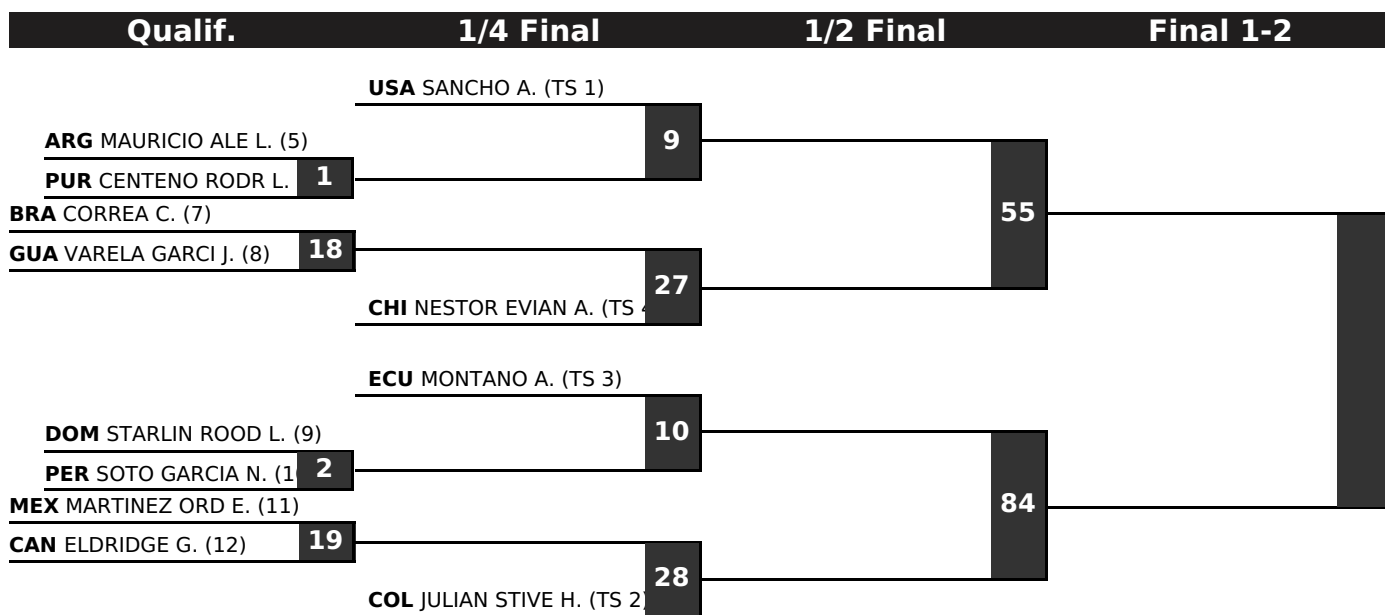 Qualif. 1/4 Final 1/2 Final Final 1-2
USA SANCHO A. (TS 1)
9
ARG MAURICIO ALE L. (5)
PUR CENTENO RODR L.
1
55
BRA CORREA C. (7)
GUA VARELA GARCI J. (8)
18
27
CHI NESTOR EVIAN A. (TS
ECU MONTANO A. (TS 3)
10
DOM STARLIN ROOD L. (9)
PER SOTO GARCIA N.
2
84
MEX MARTINEZ ORD E. (11)
CAN ELDRIDGE G. (12)
19
28
COL JULIAN STIVE H. (TS 2)